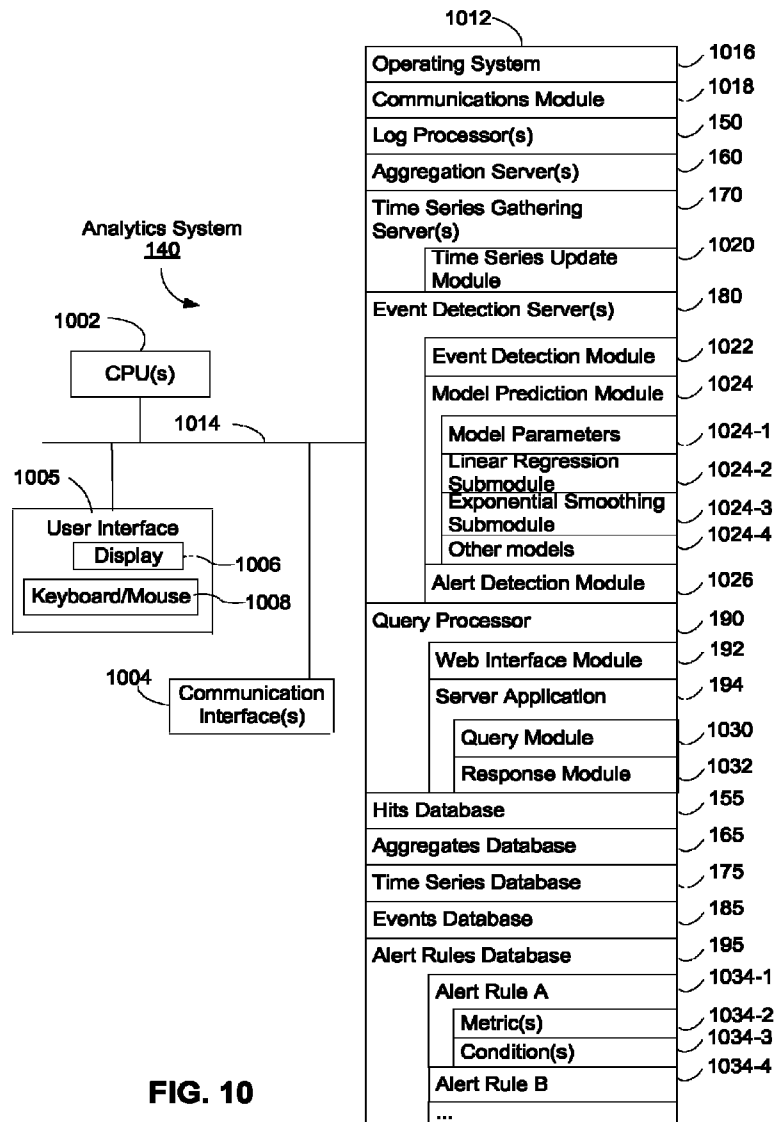 1012
Operating System
1016
Communications Module
1018
Log Processor(s)
150
Aggregation Server(s)
160
Time Series Gathering
Server(s)
170
Time Series Update
Module
1020
Event Detection Server(s)
180
Event Detection Module
1022
Model Prediction Module
1024
Model Parameters
1024-1
Linear Regression
Submodule
1024-2
Exponential Smoothing
Submodule
1024-3
Other models
1024-4
Alert Detection Module
1026
Query Processor
190
Web Interface Module
192
Server Application
194
Query Module
1030
Response Module
1032
Hits Database
155
Aggregates Database
165
Time Series Database
175
Events Database
185
Alert Rules Database
195
Alert Rule A
1034-1
Metric(s)
1034-2
Condition(s)
1034-3
Alert Rule B
1034-4
...
Analytics System
140
1002
CPU(s)
1014
1005
User Interface
Display
1006
Keyboard/Mouse
1008
1004
Communication
Interface(s)
FIG. 10